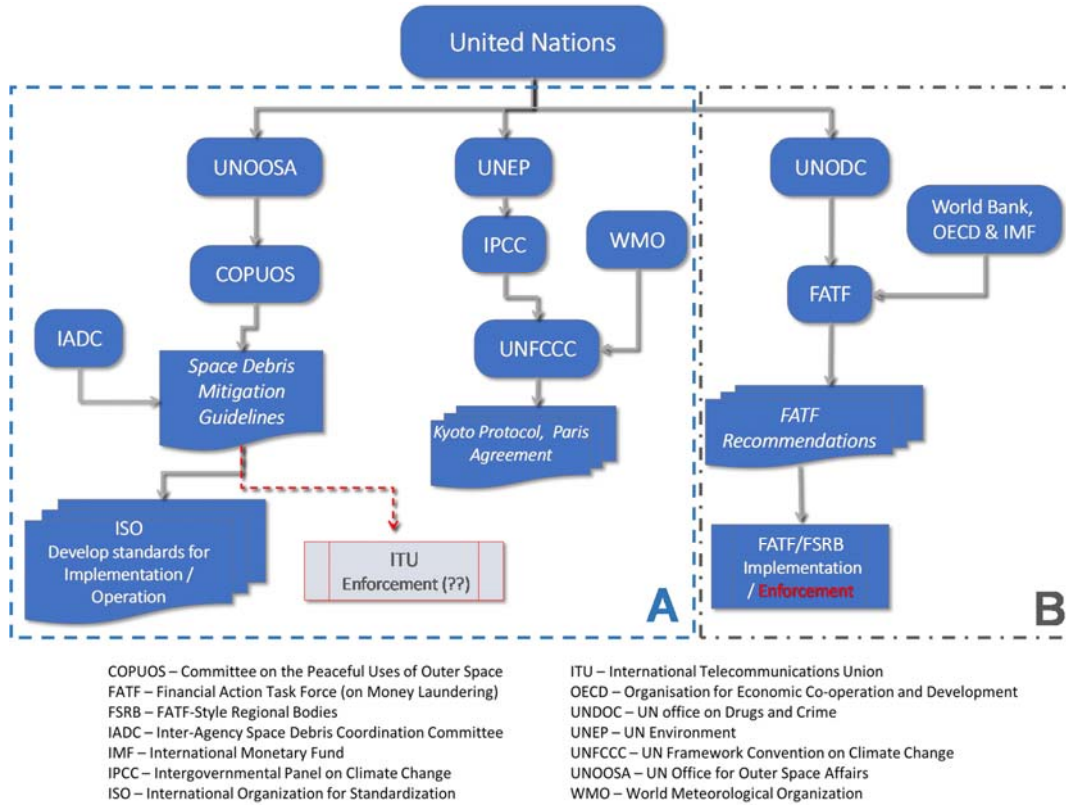 United Nations
UNOOSA
UNEP
UNODC
World Bank,
OECD & IMF
IPCC
WMO
COPUOS
FATF
IADC
UNFCCC
Space Debris
Mitigation
Guidelines
Kyoto Protocol, Paris
Agreement
FATF
Recommendations
ISO
Develop standards for
Implementation /
Operation
ITU
Enforcement (??)
FATF/FSRB
Implementation
/ Enforcement
A
B
COPUOS – Committee on the Peaceful Uses of Outer Space
FATF – Financial Action Task Force (on Money Laundering)
FSRB – FATF-Style Regional Bodies
IADC – Inter-Agency Space Debris Coordination Committee
IMF – International Monetary Fund
IPCC – Intergovernmental Panel on Climate Change
ISO – International Organization for Standardization
ITU – International Telecommunications Union
OECD – Organisation for Economic Co-operation and Development
UNDOC – UN office on Drugs and Crime
UNEP – UN Environment
UNFCCC – UN Framework Convention on Climate Change
UNOOSA – UN Office for Outer Space Affairs
WMO – World Meteorological Organization